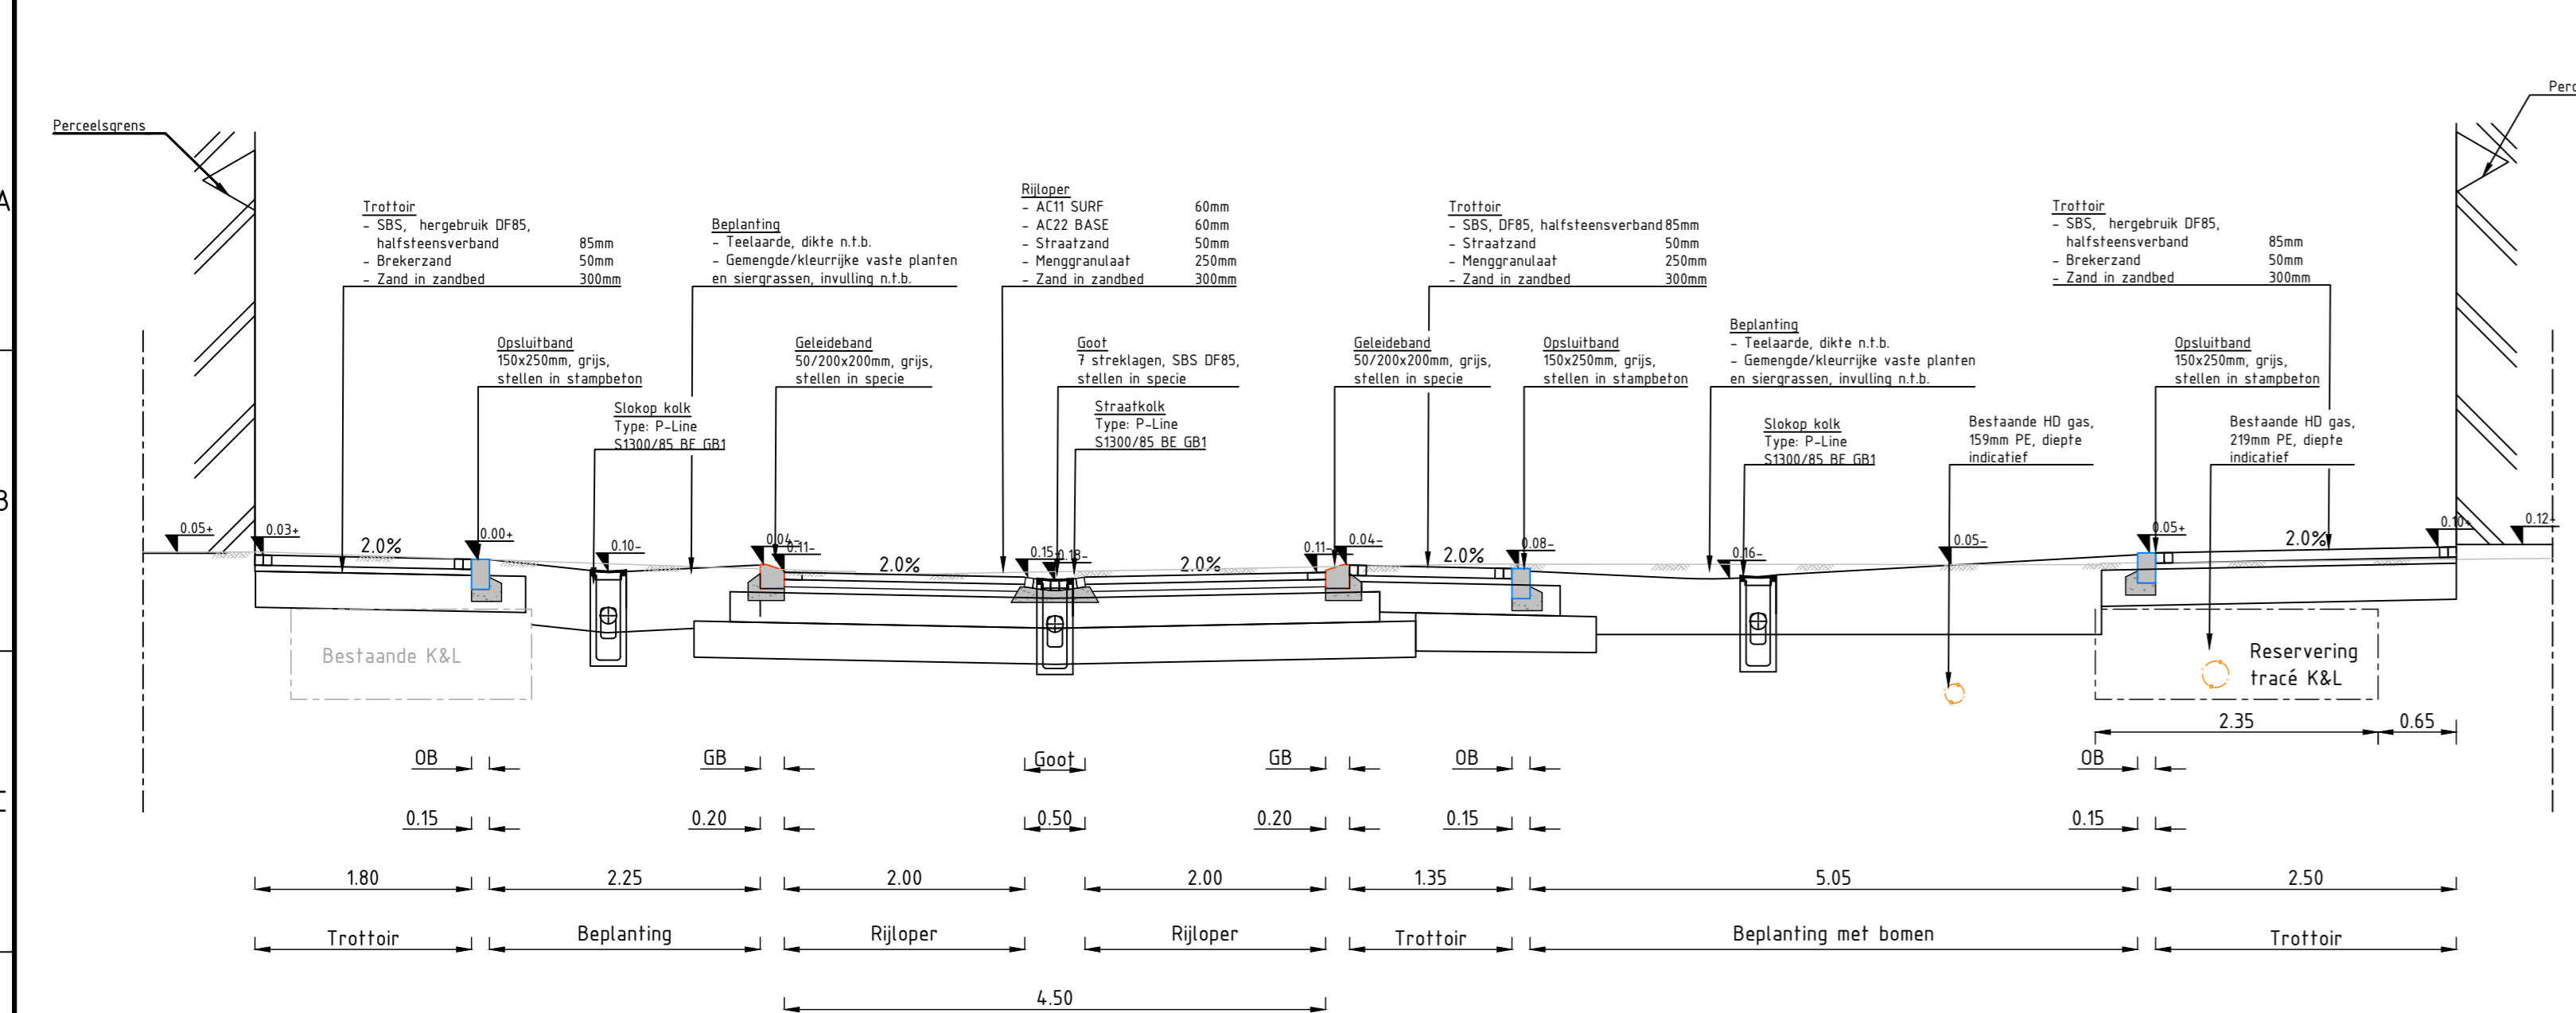 Perc
Perceelsgrens
A
B
Trottoir
- SBS, hergebruik DF85,
halfsteensverband 85mm
- Brekerzand 50mm
- Zand in zandbed 300mm
Beplanting
- Teelaarde, dikte n.t.b.
- Gemengde/kleurrijke vaste planten
en siergrassen, invulling n.t.b.
Rijloper
- AC11 SURF 60mm
- AC22 BASE 60mm
- Straatzand 50mm
- Menggranulaat 250mm
- Zand in zandbed 300mm
Trottoir
- SBS, DF85, halfsteensverband 85mm
- Straatzand 50mm
- Menggranulaat 250mm
- Zand in zandbed 300mm
Trottoir
- SBS, hergebruik DF85,
halfsteensverband 85mm
- Brekerzand 50mm
- Zand in zandbed 300mm
Opsluitband
150x250mm, grijs,
stellen in stampbeton
Geleideband
50/200x200mm, grijs,
stellen in specie
Goot
7 streklagen, SBS DF85,
stellen in specie
Geleideband
50/200x200mm, grijs,
stellen in specie
Opsluitband
150x250mm, grijs,
stellen in stampbeton
Beplanting
- Teelaarde, dikte n.t.b.
- Gemengde/kleurrijke vaste planten
en siergrassen, invulling n.t.b.
Opsluitband
150x250mm, grijs,
stellen in stampbeton
Slokop kolk
Type: P-Line
S1300/85 BE GB1
Straatkolk
Type: P-Line
S1300/85 BE GB1
Slokop kolk
Type: P-Line
S1300/85 BE GB1
Bestaande HD gas,
159mm PE, diepte
indicatief
Bestaande HD gas,
219mm PE, diepte
indicatief
0.05+ 0.03+ 2.0% 0.00+ 0.10- 0.04- 0.11- 2.0% 0.15- 0.18- 2.0% 0.11- 0.04- 2.0% 0.08- 0.16- 0.05- 0.05+ 2.0% 0.10+ 0.12-
Bestaande K&L
Reservering
tracé K&L
2.35 0.65
OB GB Goot GB OB OB
0.15 0.20 0.50 0.20 0.15 0.15
1.80 2.25 2.00 2.00 1.35 5.05 2.50
Trottoir Beplanting Rijloper Rijloper Trottoir Beplanting met bomen Trottoir
4.50